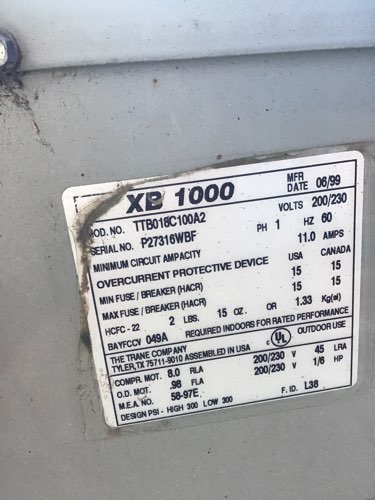 XB 1000
MFR DATE 06/99
MOD. NO. TTB018C100A2
VOLTS 200/230
SERIAL NO. P27316WBF
PH 1 HZ 60
MINIMUM CIRCUIT AMPACITY 11.0 AMPS
OVERCURRENT PROTECTIVE DEVICE USA CANADA
MIN FUSE / BREAKER (HACR) 15 15
MAX FUSE / BREAKER (HACR) 15 15
HCFC - 22 2 LBS. 15 OZ. OR 1.33 Kg(si)
BAYFCCV 049A REQUIRED INDOORS FOR RATED PERFORMANCE
THE TRANE COMPANY C UL OUTDOOR USE
TYLER, TX 75711-9010 ASSEMBLED IN USA
COMPR. MOT. 8.0 RLA 200/230 V 45 LRA
O.D. MOT. .98 FLA 200/230 V 1/6 HP
M.E.A. NO. 58-97E
DESIGN PSI - HIGH 300 LOW 300 F. ID. L38